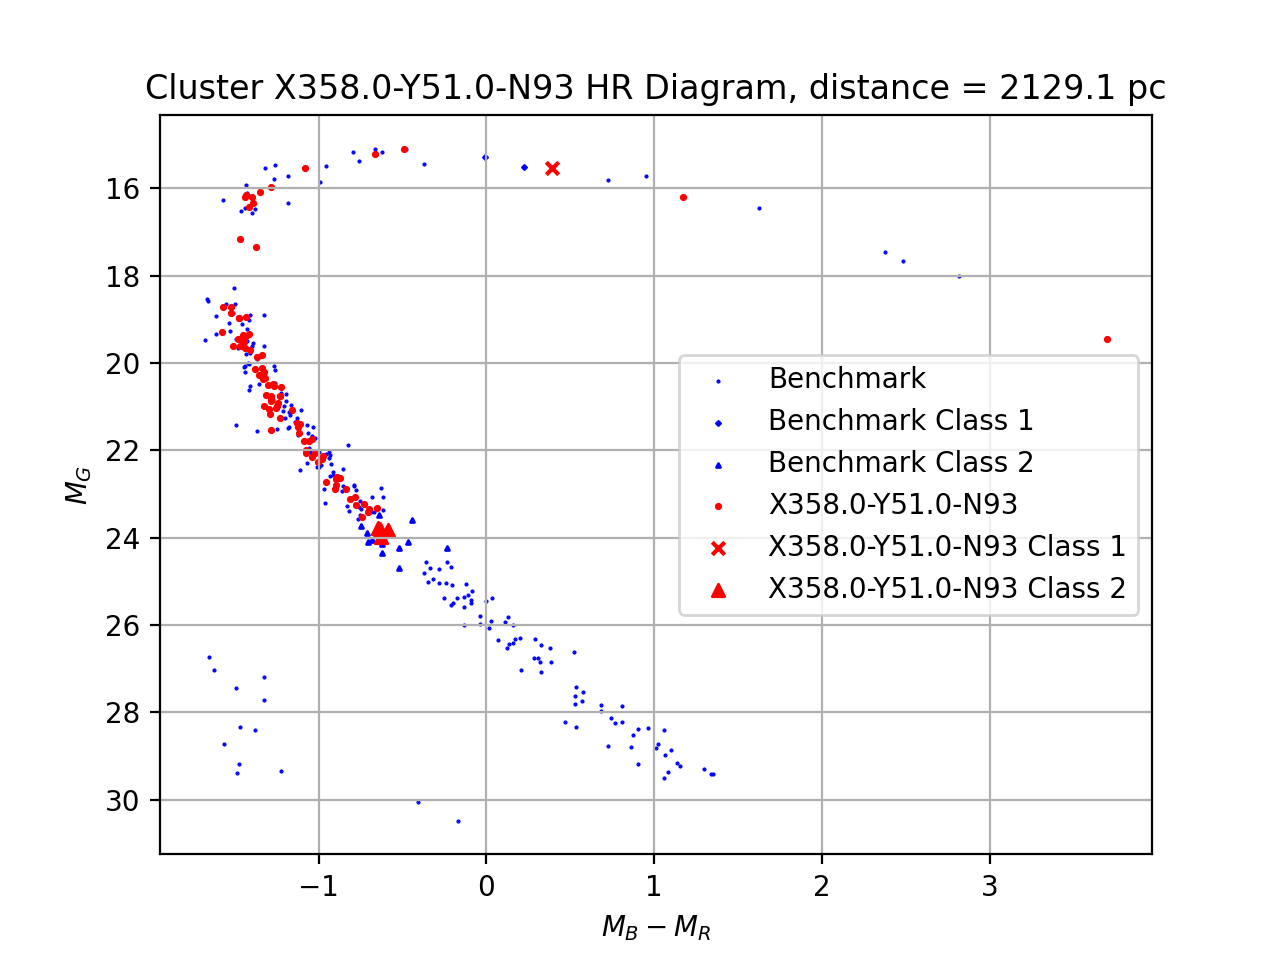 Cluster X358.0-Y51.0-N93 HR Diagram, distance = 2129.1 pc
16
18
20
22
24
26
28
30
M_G
Benchmark
Benchmark Class 1
Benchmark Class 2
X358.0-Y51.0-N93
X358.0-Y51.0-N93 Class 1
X358.0-Y51.0-N93 Class 2
−1 0 1 2 3
M_B − M_R